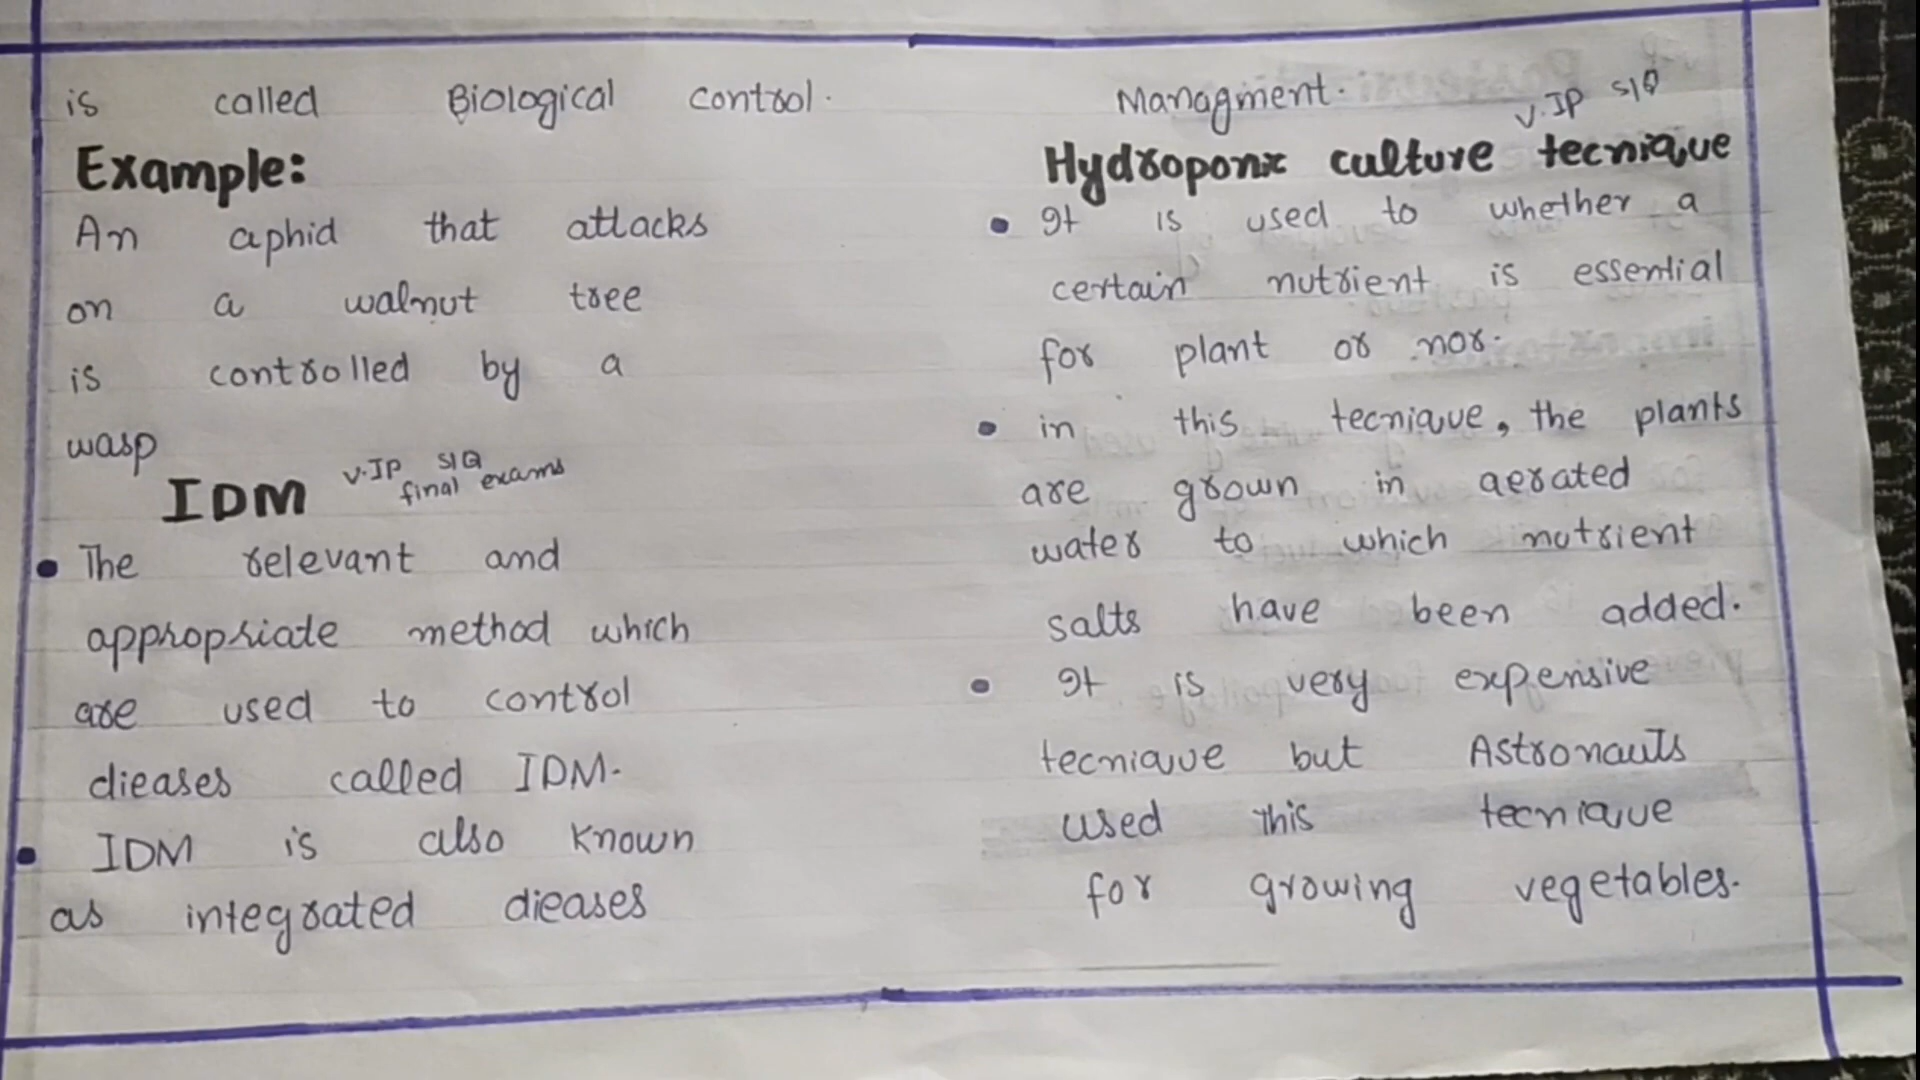 is called Biological control.
Example:
An aphid that attacks
on a walnut tree
is controlled by a
wasp
IDM v.IP S/Q
final exams
The relevant and
appropriate method which
are used to control
dieases called IDM.
IDM is also known
as integrated dieases
Managment.
v.IP S/Q
Hydroponic culture tecnique
It is used to whether a
certain nutrient is essential
for plant or nor.
in this tecnique, the plants
are grown in aerated
water to which nutrient
salts have been added.
It is very expensive
tecnique but Astronauts
used this tecnique
for growing vegetables.